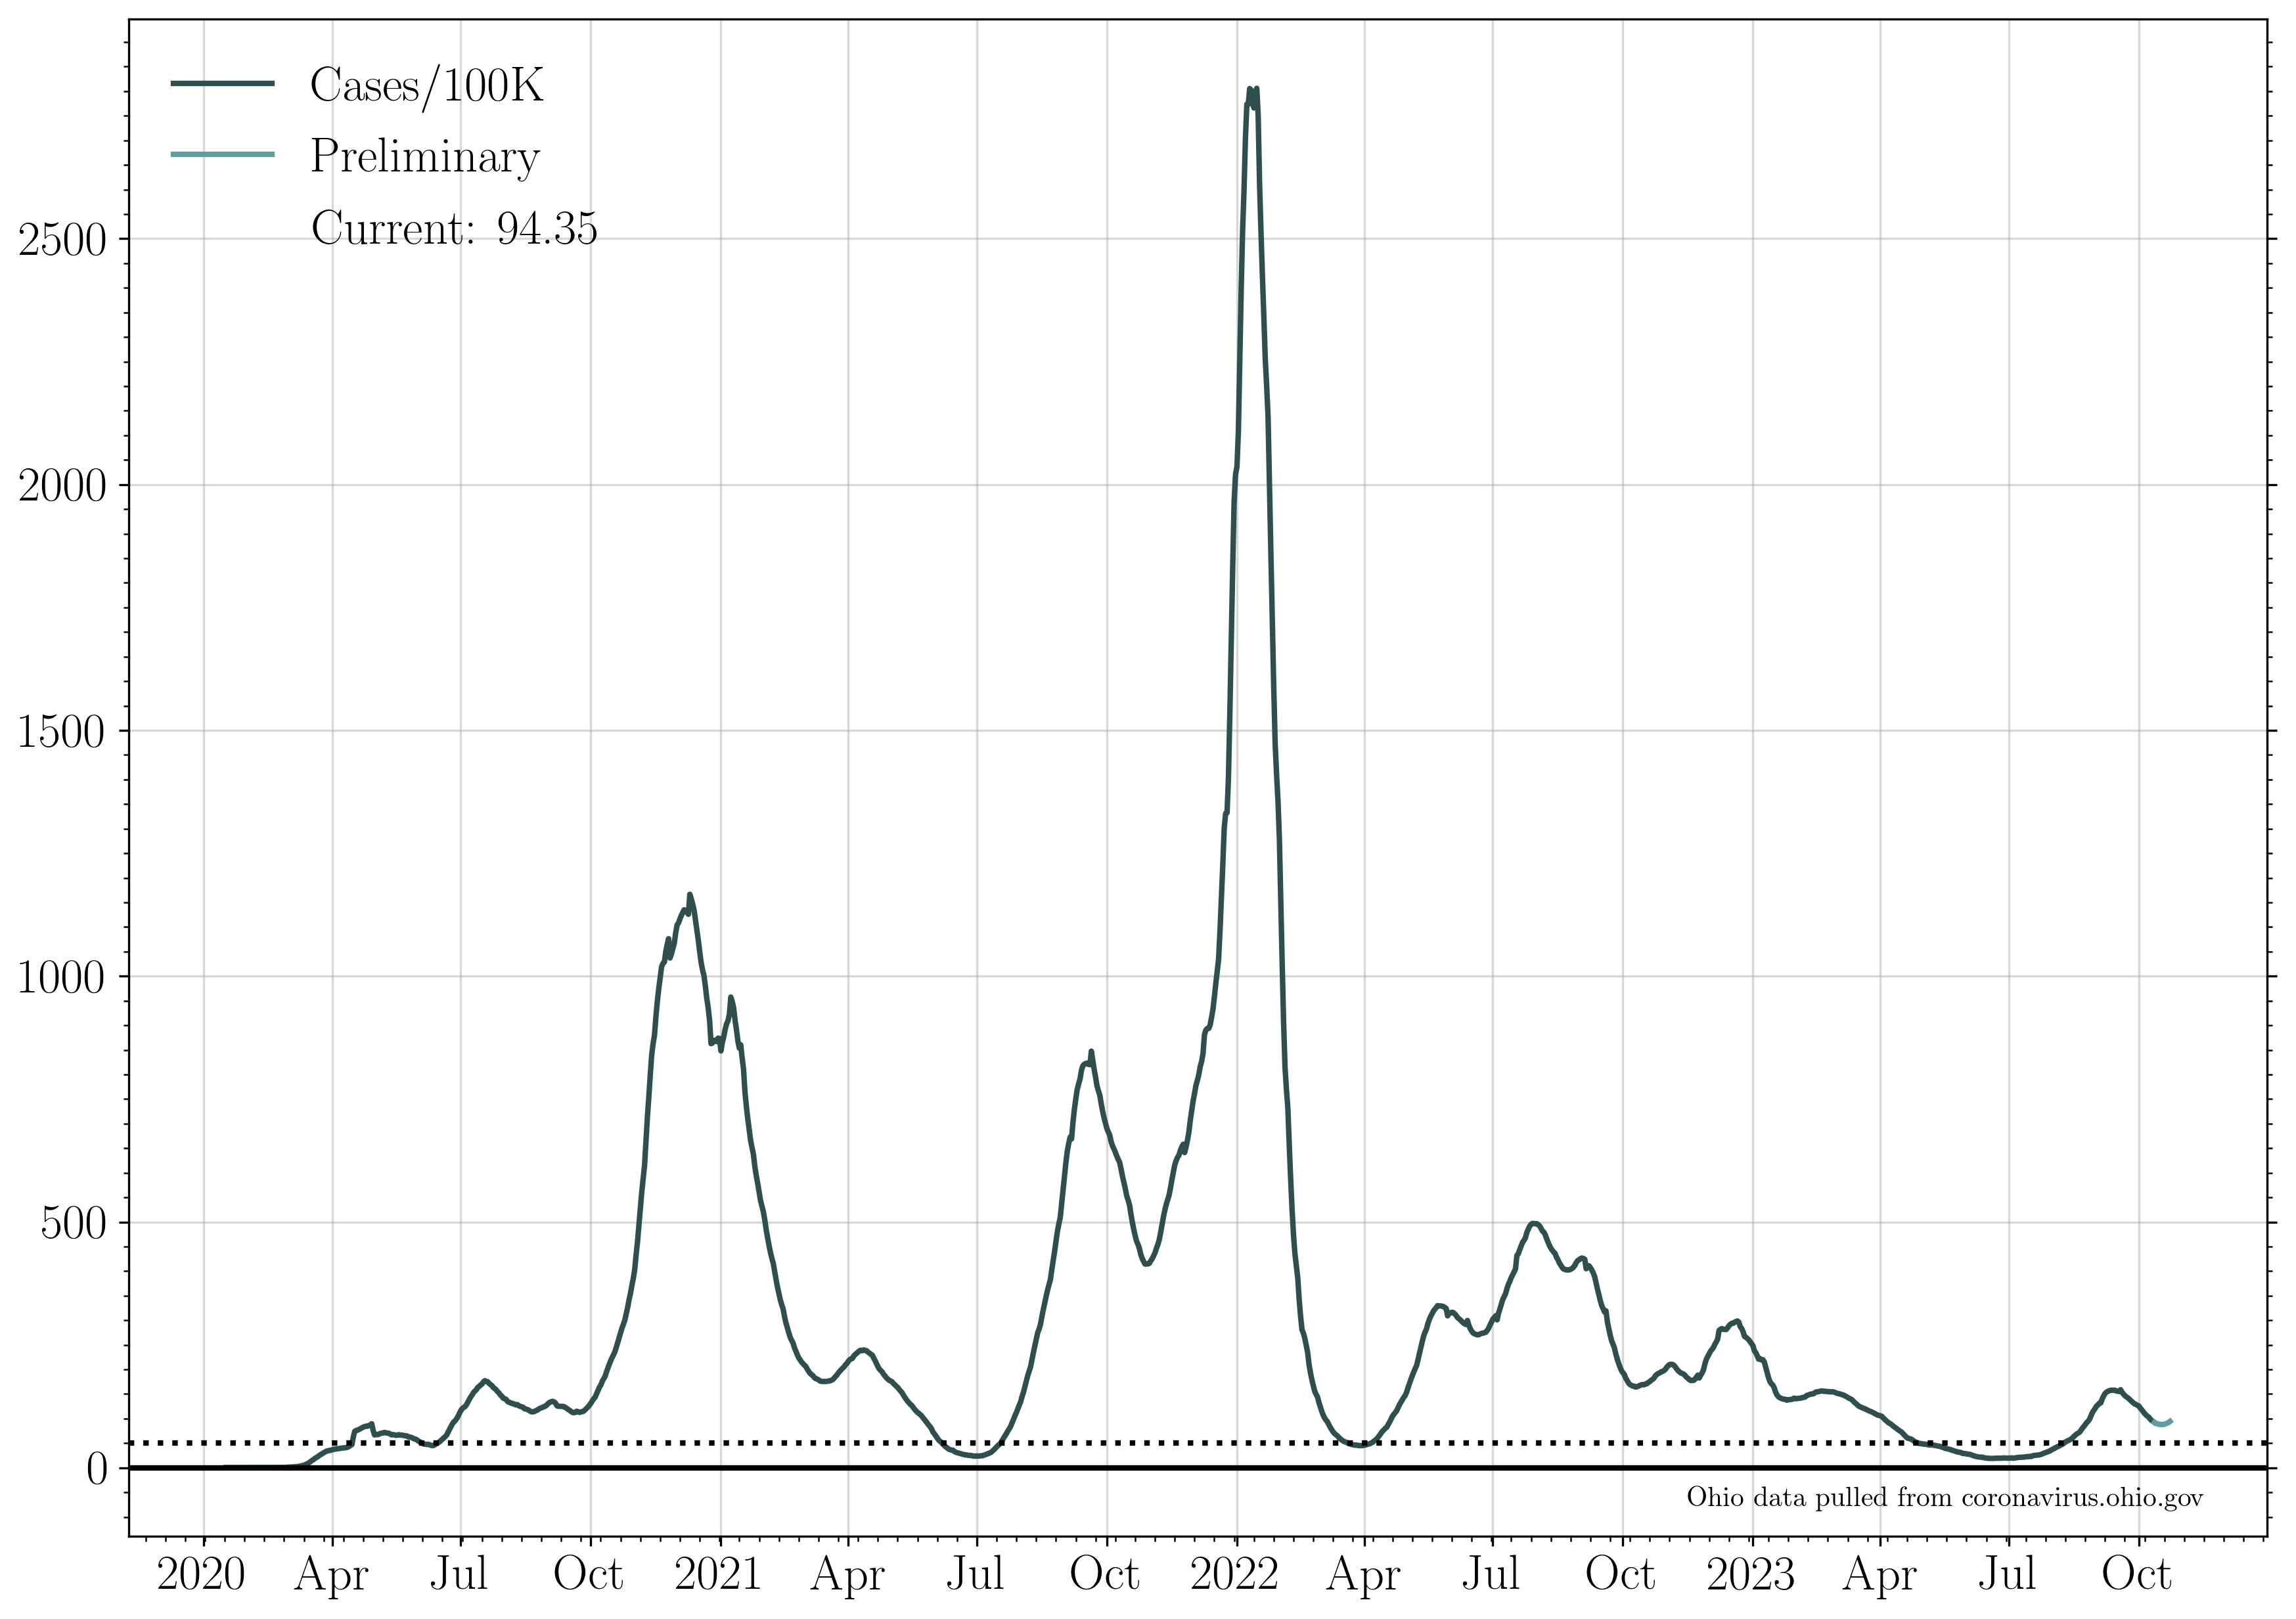 Cases/100K
Preliminary
Current: 94.35
2500
2000
1500
1000
500
0
Ohio data pulled from coronavirus.ohio.gov
2020 Apr Jul Oct 2021 Apr Jul Oct 2022 Apr Jul Oct 2023 Apr Jul Oct